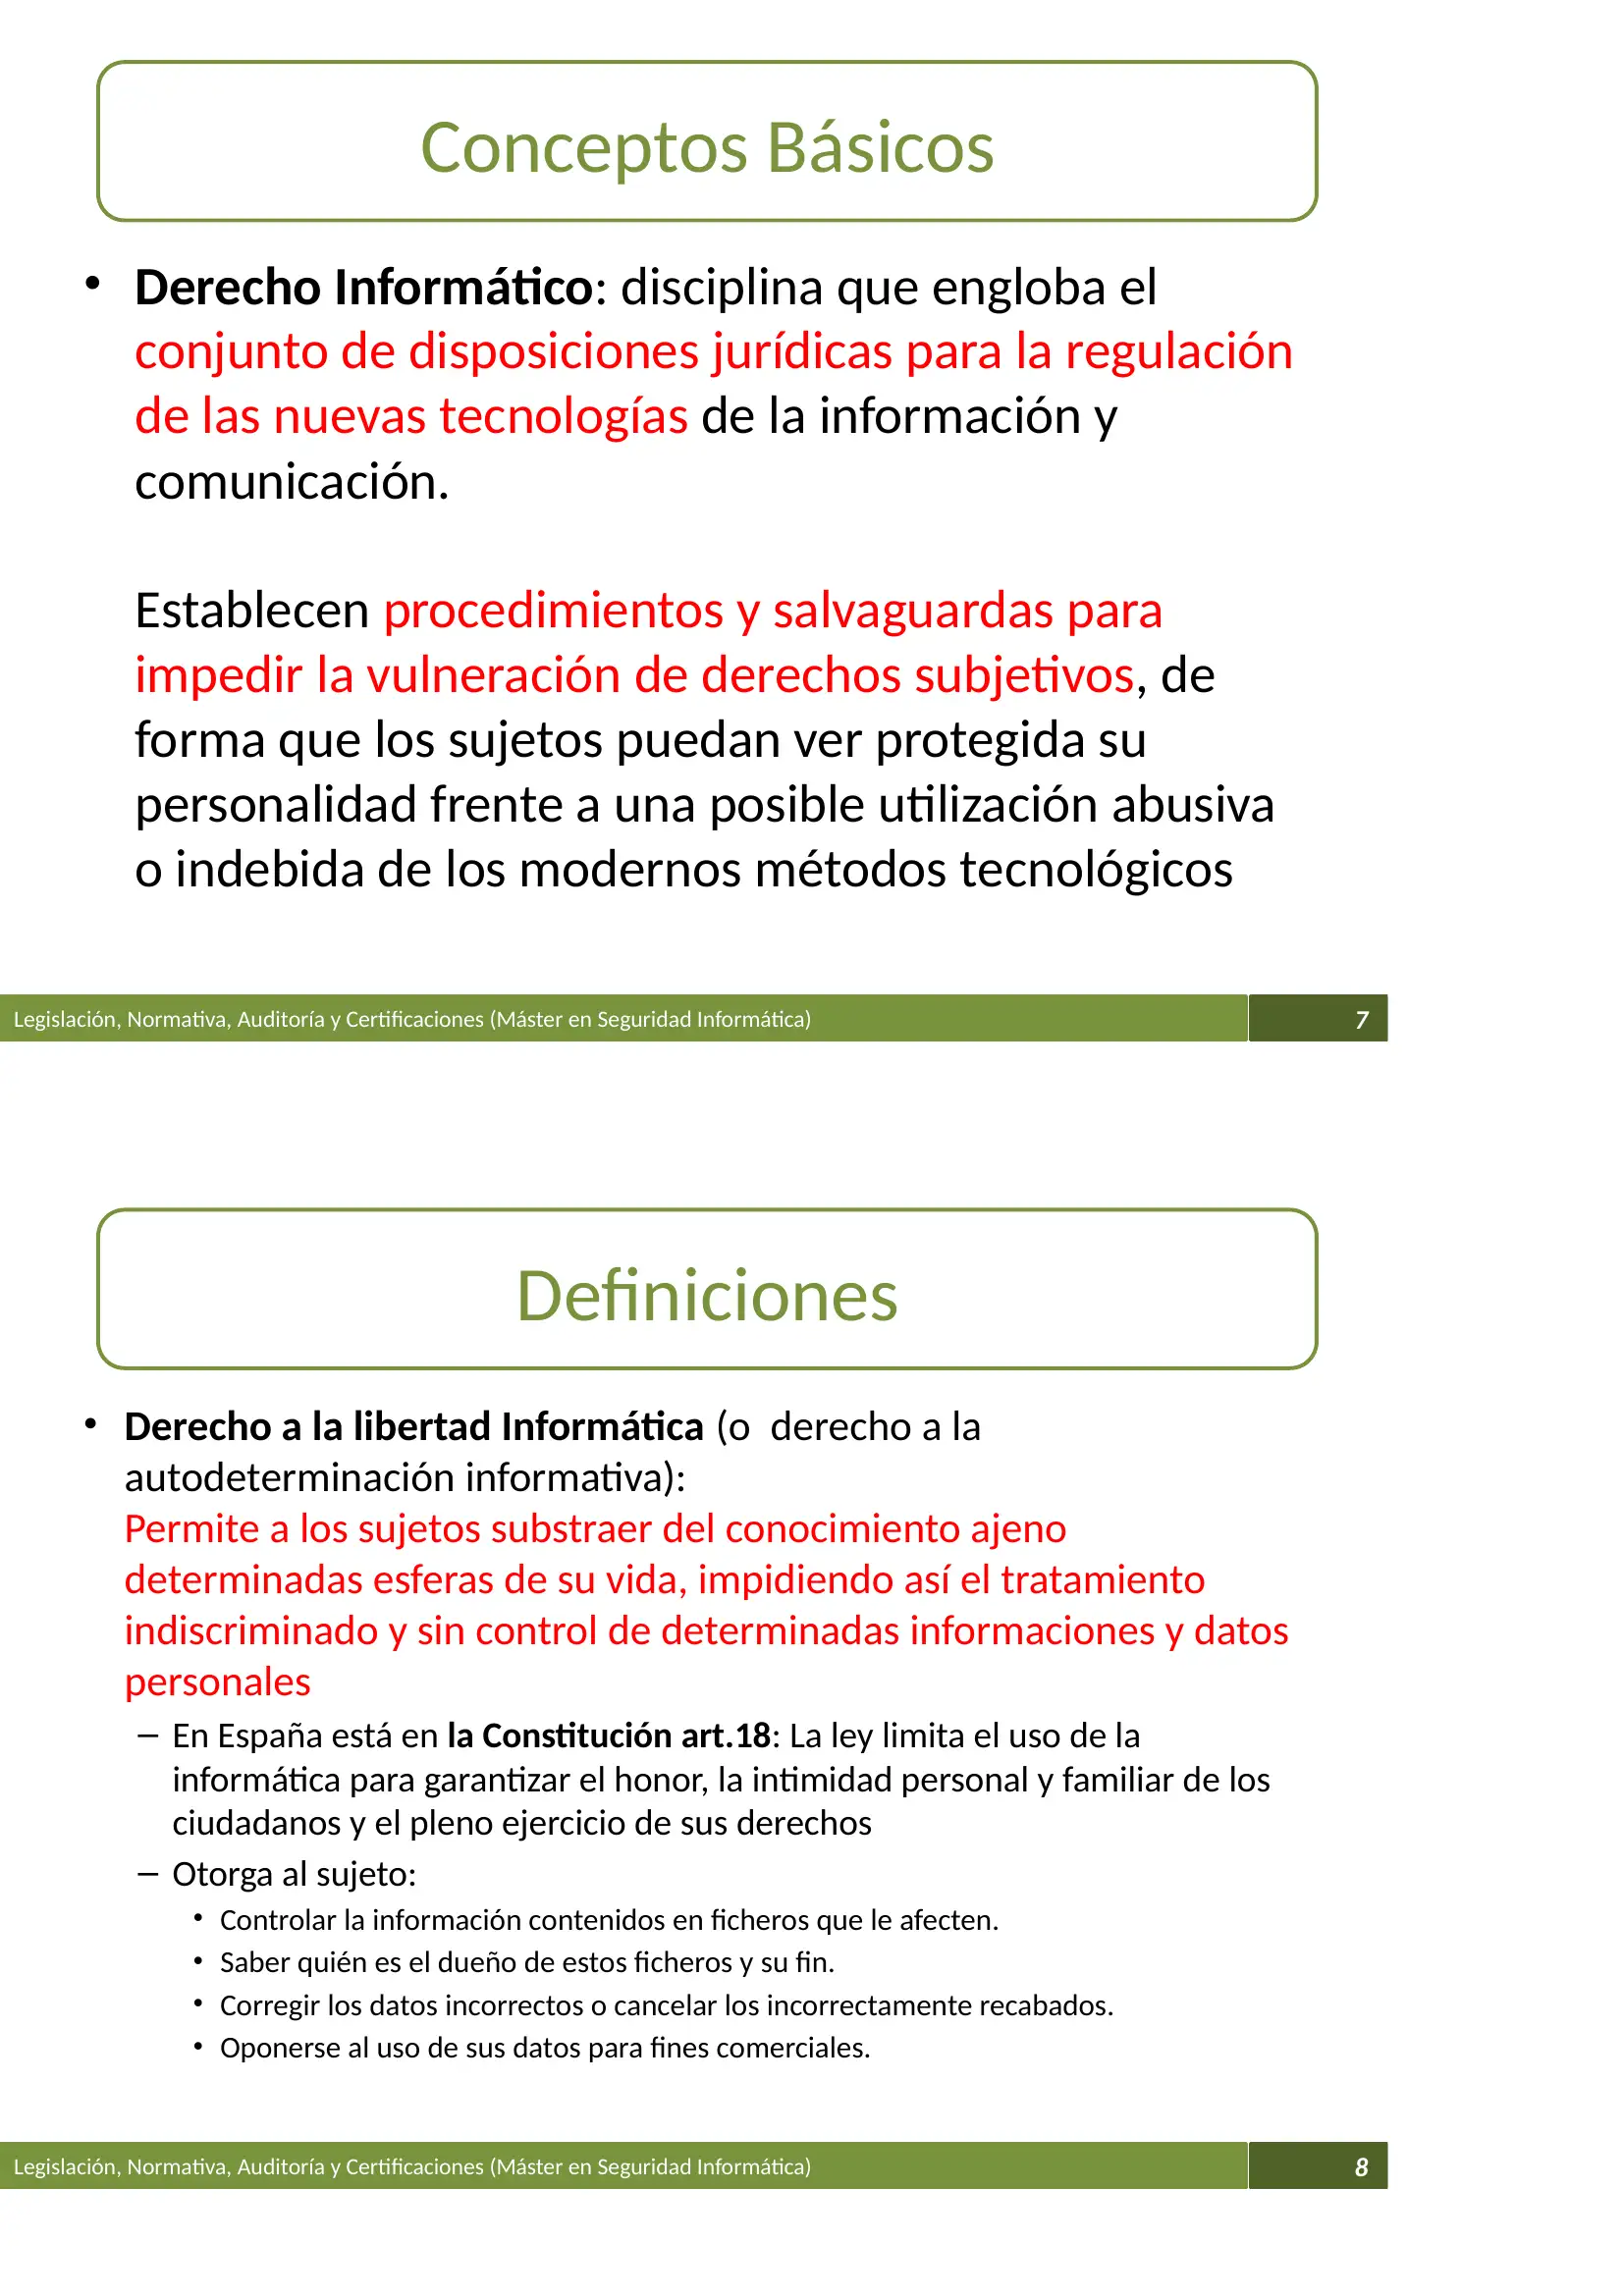 Conceptos Básicos
• Derecho Informático: disciplina que engloba el
conjunto de disposiciones jurídicas para la regulación
de las nuevas tecnologías de la información y
comunicación.
Establecen procedimientos y salvaguardas para
impedir la vulneración de derechos subjetivos, de
forma que los sujetos puedan ver protegida su
personalidad frente a una posible utilización abusiva
o indebida de los modernos métodos tecnológicos
Legislación, Normativa, Auditoría y Certificaciones (Máster en Seguridad Informática) 7
Definiciones
• Derecho a la libertad Informática (o  derecho a la
autodeterminación informativa):
Permite a los sujetos substraer del conocimiento ajeno
determinadas esferas de su vida, impidiendo así el tratamiento
indiscriminado y sin control de determinadas informaciones y datos
personales
– En España está en la Constitución art.18: La ley limita el uso de la
informática para garantizar el honor, la intimidad personal y familiar de los
ciudadanos y el pleno ejercicio de sus derechos
– Otorga al sujeto:
• Controlar la información contenidos en ficheros que le afecten.
• Saber quién es el dueño de estos ficheros y su fin.
• Corregir los datos incorrectos o cancelar los incorrectamente recabados.
• Oponerse al uso de sus datos para fines comerciales.
Legislación, Normativa, Auditoría y Certificaciones (Máster en Seguridad Informática) 8